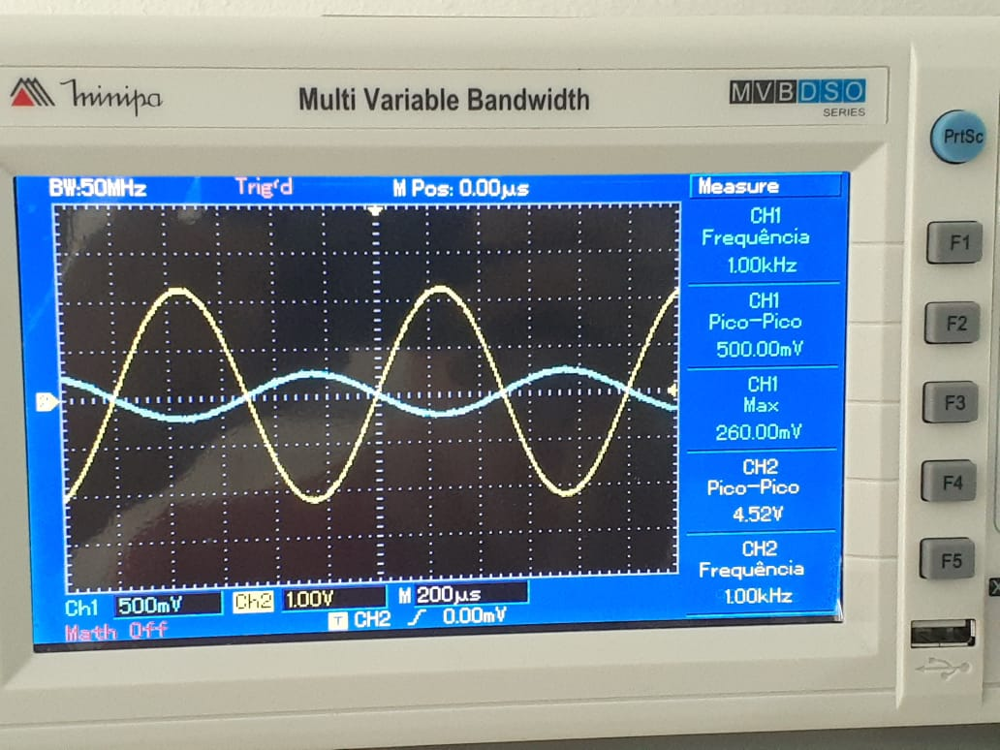 Minipa
Multi Variable Bandwidth
MVBDSO
SERIES
PrtSc
BW:50MHz Trig'd M Pos: 0.00µs Measure
CH1
Frequência
1.00kHz
F1
CH1
Pico-Pico
500.00mV
F2
CH1
Max
260.00mV
F3
CH2
Pico-Pico
4.52V
F4
CH2
Frequência
1.00kHz
F5
Ch1 500mV Ch2 1.00V M 200µs
T CH2 0.00mV
Math Off